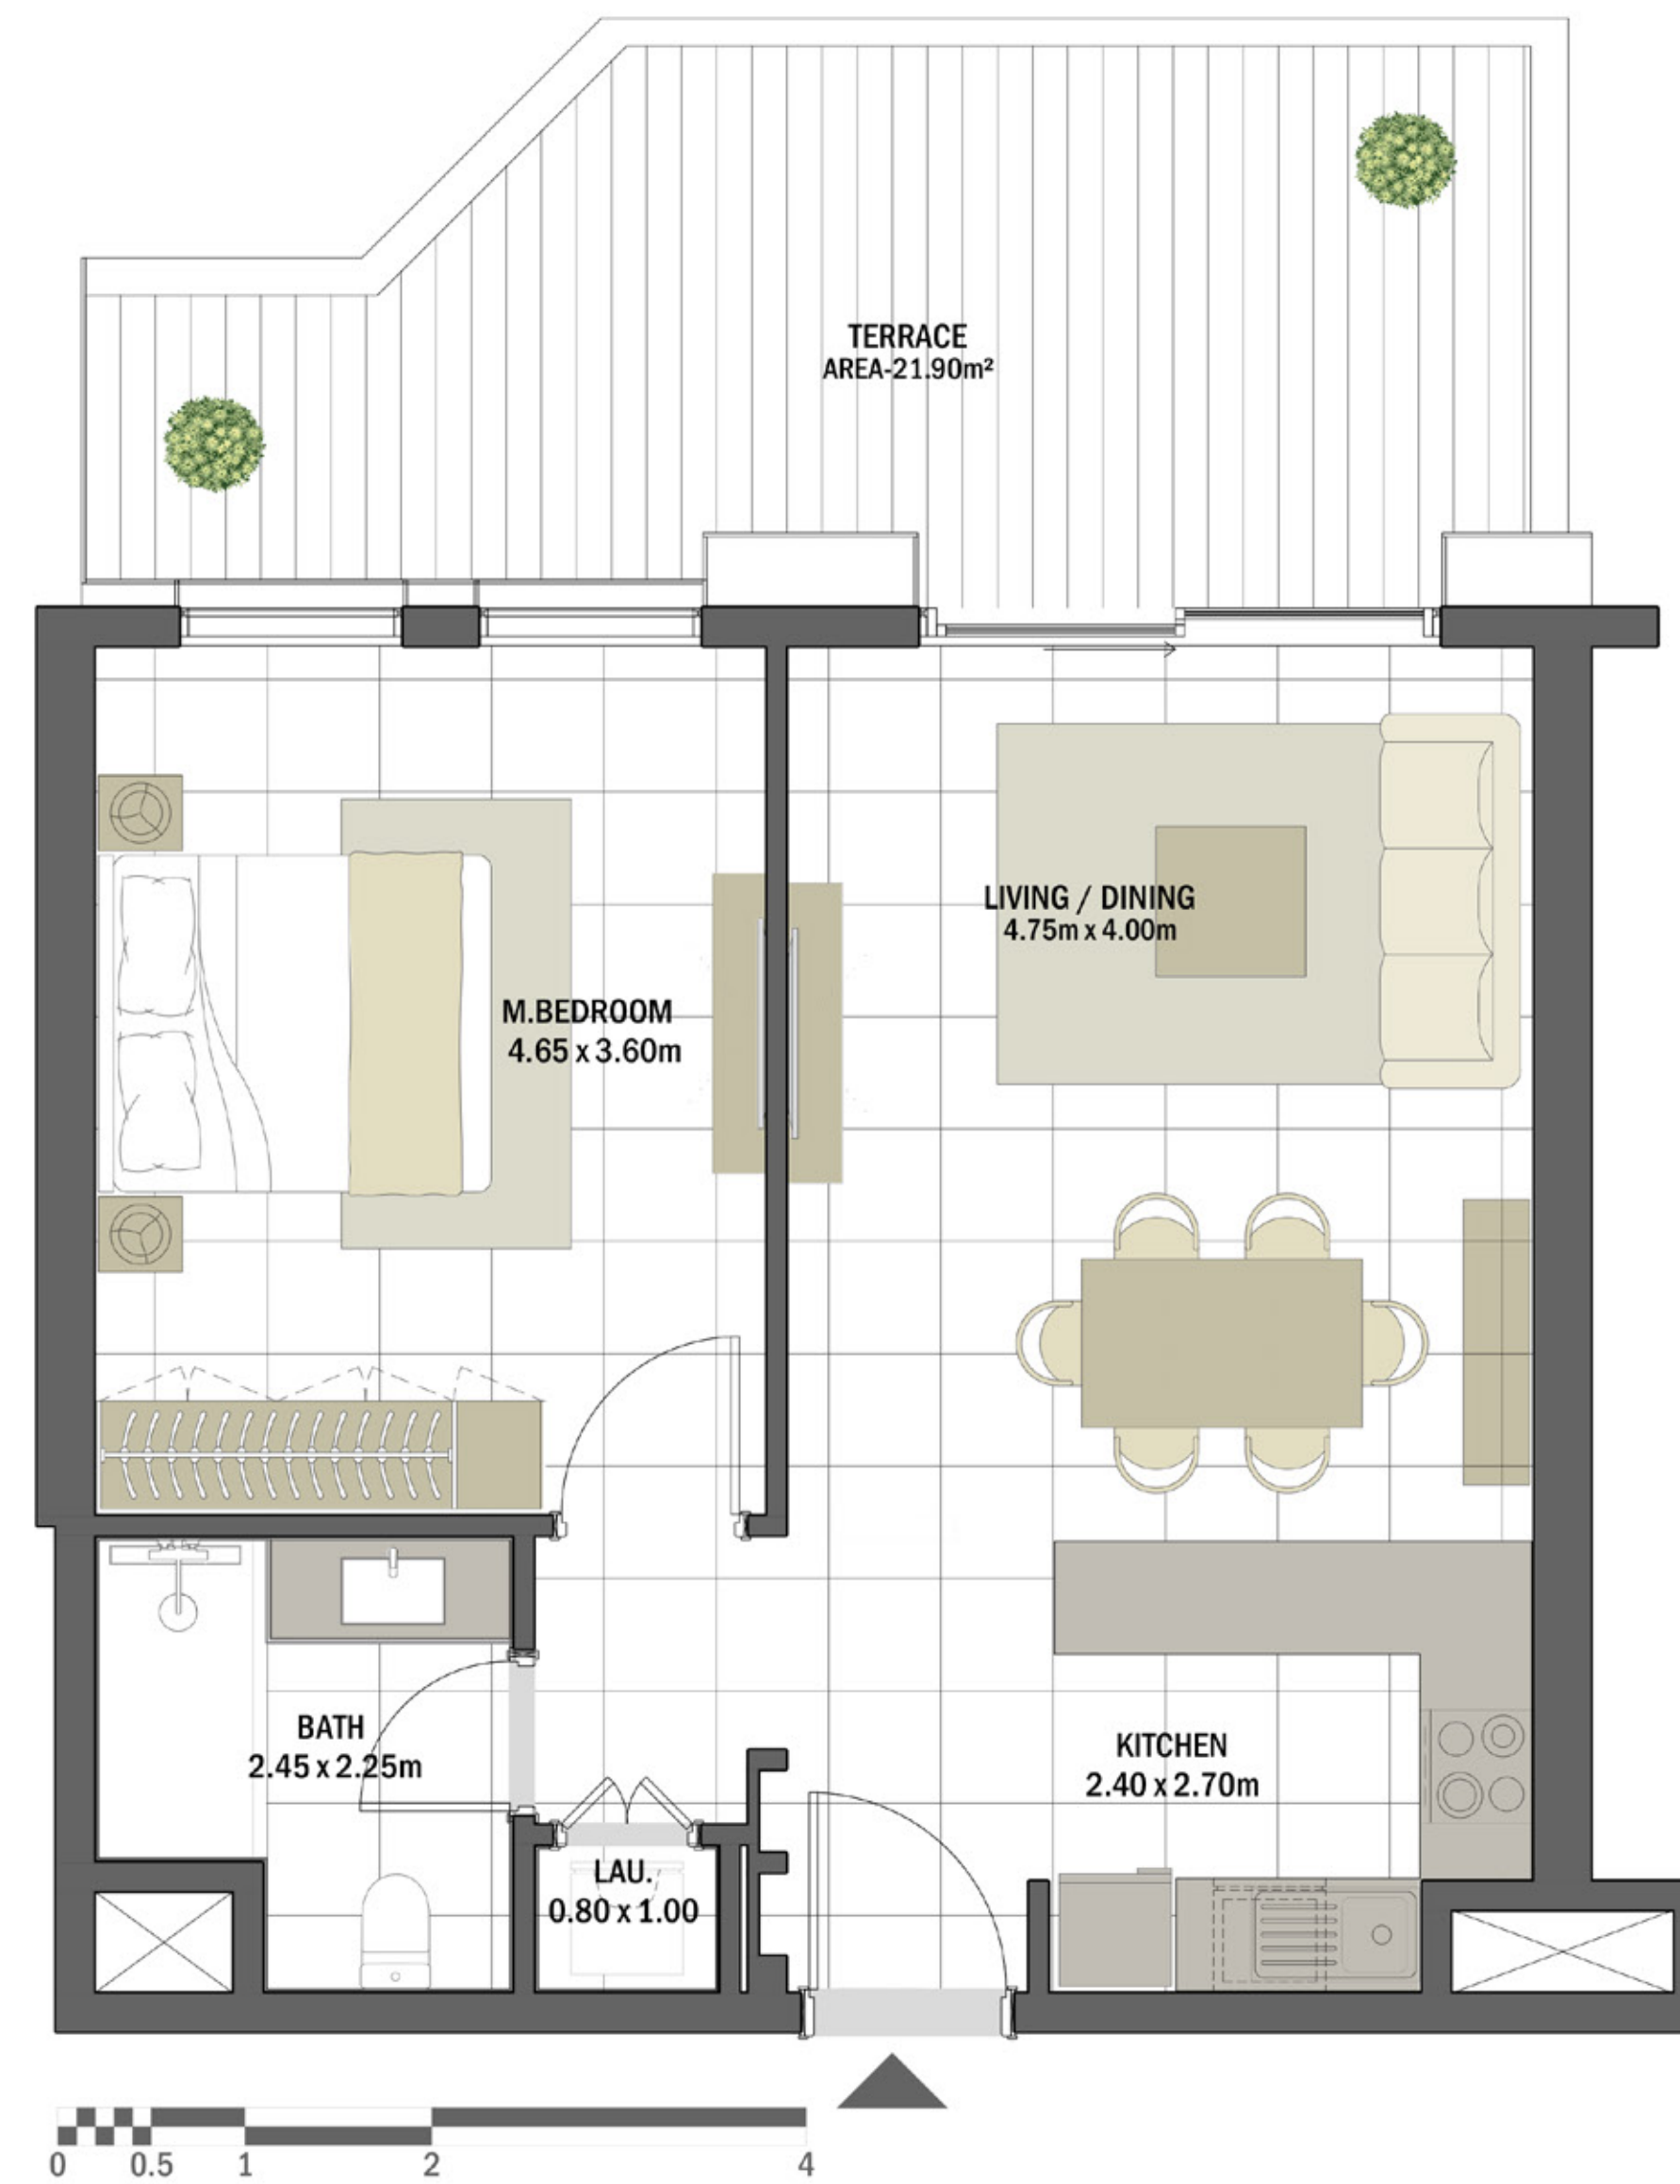 TERRACE
AREA-21.90m²
LIVING / DINING
4.75m x 4.00m
M.BEDROOM
4.65 x 3.60m
BATH
2.45 x 2.25m
KITCHEN
2.40 x 2.70m
LAU.
0.80 x 1.00
0 0.5 1 2 4